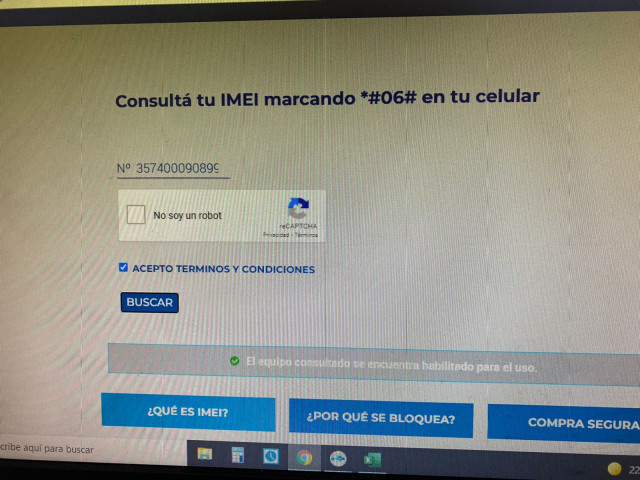 Consultá tu IMEI marcando *#06# en tu celular
Nº 35740009089
No soy un robot
reCAPTCHA
Privacidad - Términos
ACEPTO TERMINOS Y CONDICIONES
BUSCAR
El equipo consultado se encuentra habilitado para el uso.
¿QUÉ ES IMEI?
¿POR QUÉ SE BLOQUEA?
COMPRA SEGURA
cribe aquí para buscar
22